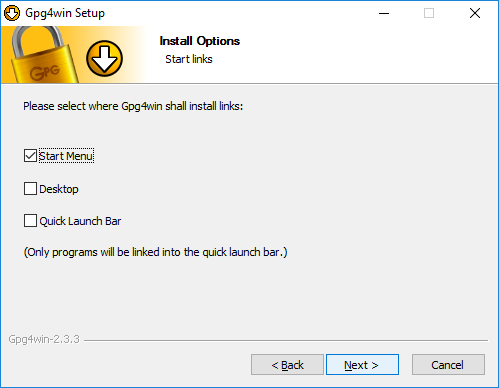 Gpg4win Setup
Install Options
Start links
GPG
Please select where Gpg4win shall install links:
Start Menu
Desktop
Quick Launch Bar
(Only programs will be linked into the quick launch bar.)
Gpg4win-2.3.3
< Back
Next >
Cancel